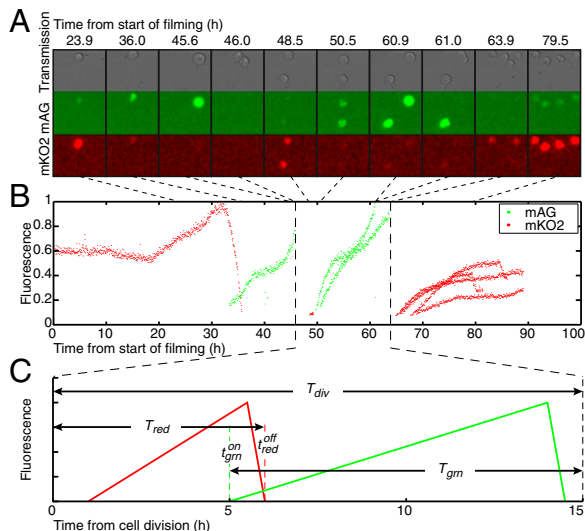 A
Time from start of filming (h)
23.9 36.0 45.6 46.0 48.5 50.5 60.9 61.0 63.9 79.5
Transmission
mAG
mKO2
B
1
0.8
0.6
0.4
0.2
Fluorescence
mAG
mKO2
0 10 20 30 40 50 60 70 80 90 100
Time from start of filming (h)
C
Fluorescence
T_div
T_red
t_grn^on
t_red^off
T_grn
0 5 10 15
Time from cell division (h)